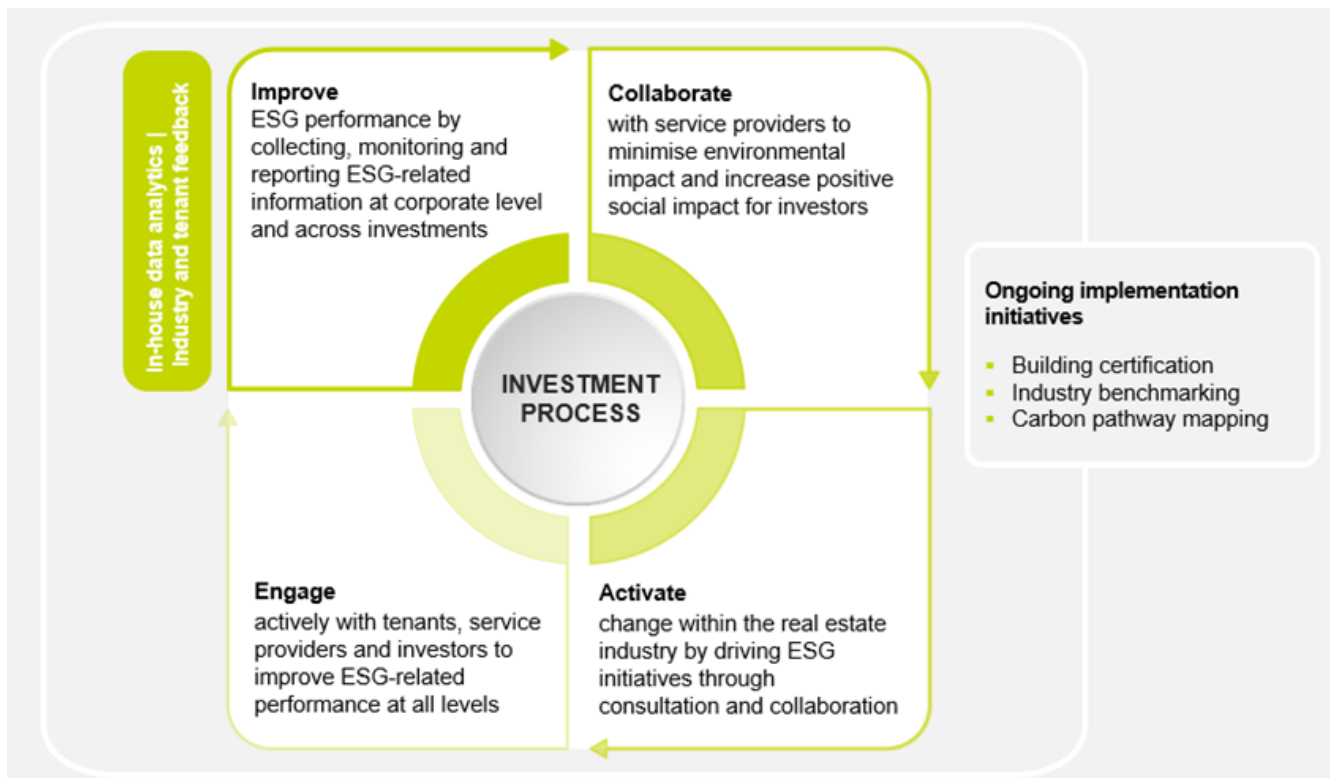 In-house data analytics |
Industry and tenant feedback
Improve
ESG performance by
collecting, monitoring and
reporting ESG-related
information at corporate level
and across investments
Collaborate
with service providers to
minimise environmental
impact and increase positive
social impact for investors
INVESTMENT
PROCESS
Engage
actively with tenants, service
providers and investors to
improve ESG-related
performance at all levels
Activate
change within the real estate
industry by driving ESG
initiatives through
consultation and collaboration
Ongoing implementation
initiatives
▪ Building certification
▪ Industry benchmarking
▪ Carbon pathway mapping